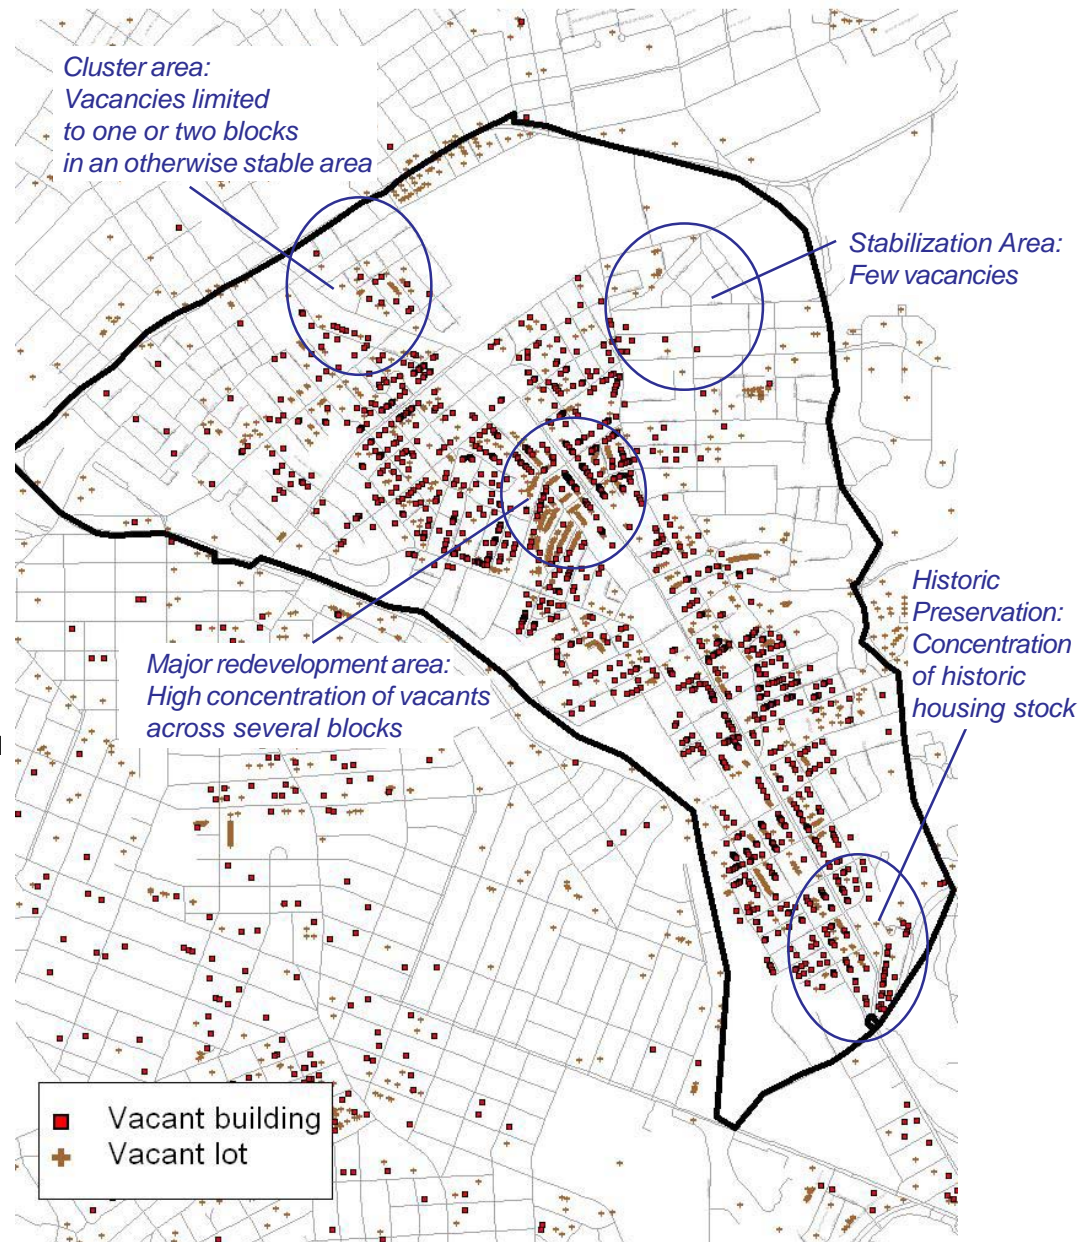 Cluster area:
Vacancies limited
to one or two blocks
in an otherwise stable area
Stabilization Area:
Few vacancies
Historic
Preservation:
Concentration
of historic
housing stock
Major redevelopment area:
High concentration of vacants
across several blocks
Vacant building
Vacant lot